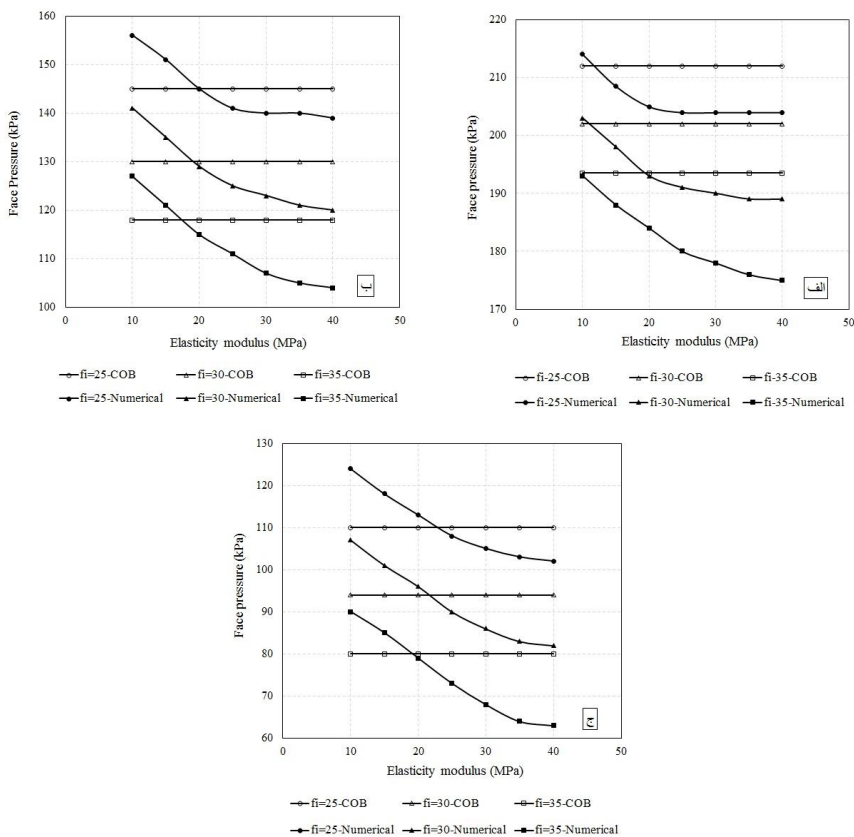 160
150
140
130
120
110
100
0
10
20
30
40
50
Face Pressure (kPa)
Elasticity modulus (MPa)
ب
fi=25-COB
fi=30-COB
fi=35-COB
fi=25-Numerical
fi=30-Numerical
fi=35-Numerical
220
210
200
190
180
170
0
10
20
30
40
50
Face pressure (kPa)
Elasticity modulus (MPa)
الف
fi-25-COB
fi-30-COB
fi-35-COB
fi-25-Numerical
fi-30-Numerical
fi-35-Numerical
130
120
110
100
90
80
70
60
0
10
20
30
40
50
Face pressure (kPa)
Elasticity modulus (MPa)
ج
fi=25-COB
fi=30-COB
fi=35-COB
fi=25-Numerical
fi=30-Numerical
fi=35-Numerical